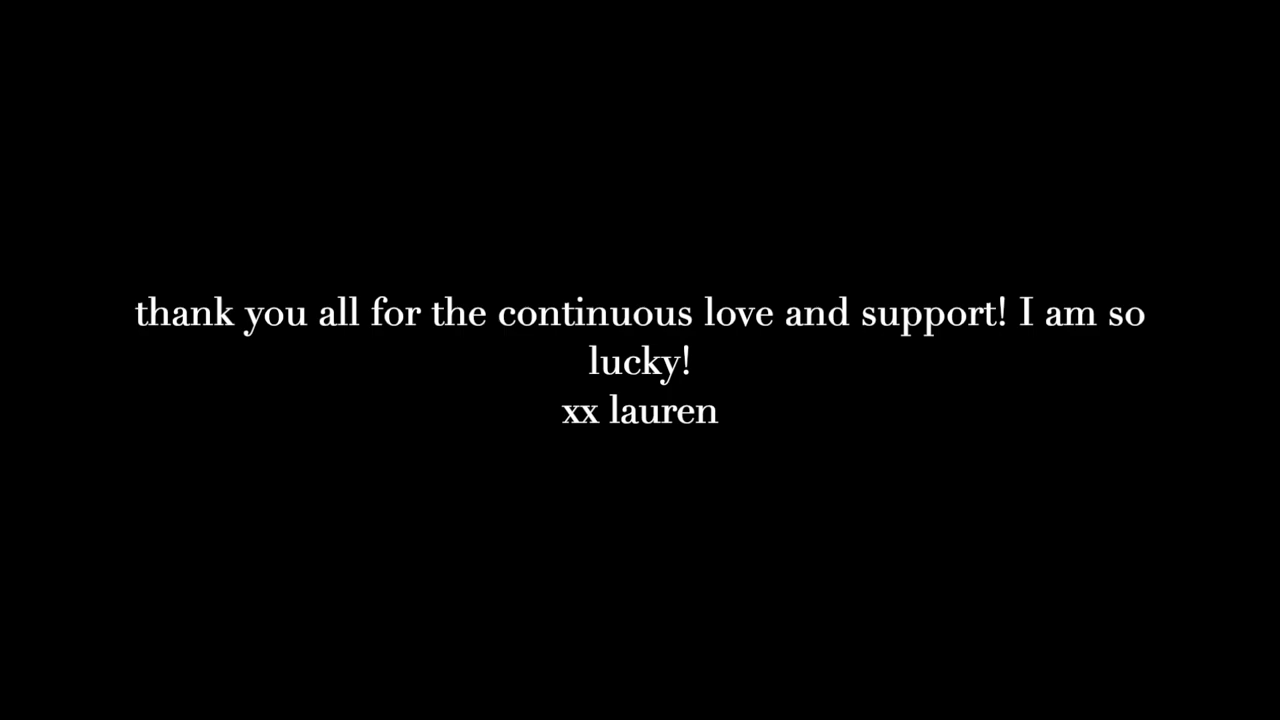 thank you all for the continuous love and support! I am so
lucky!
xx lauren